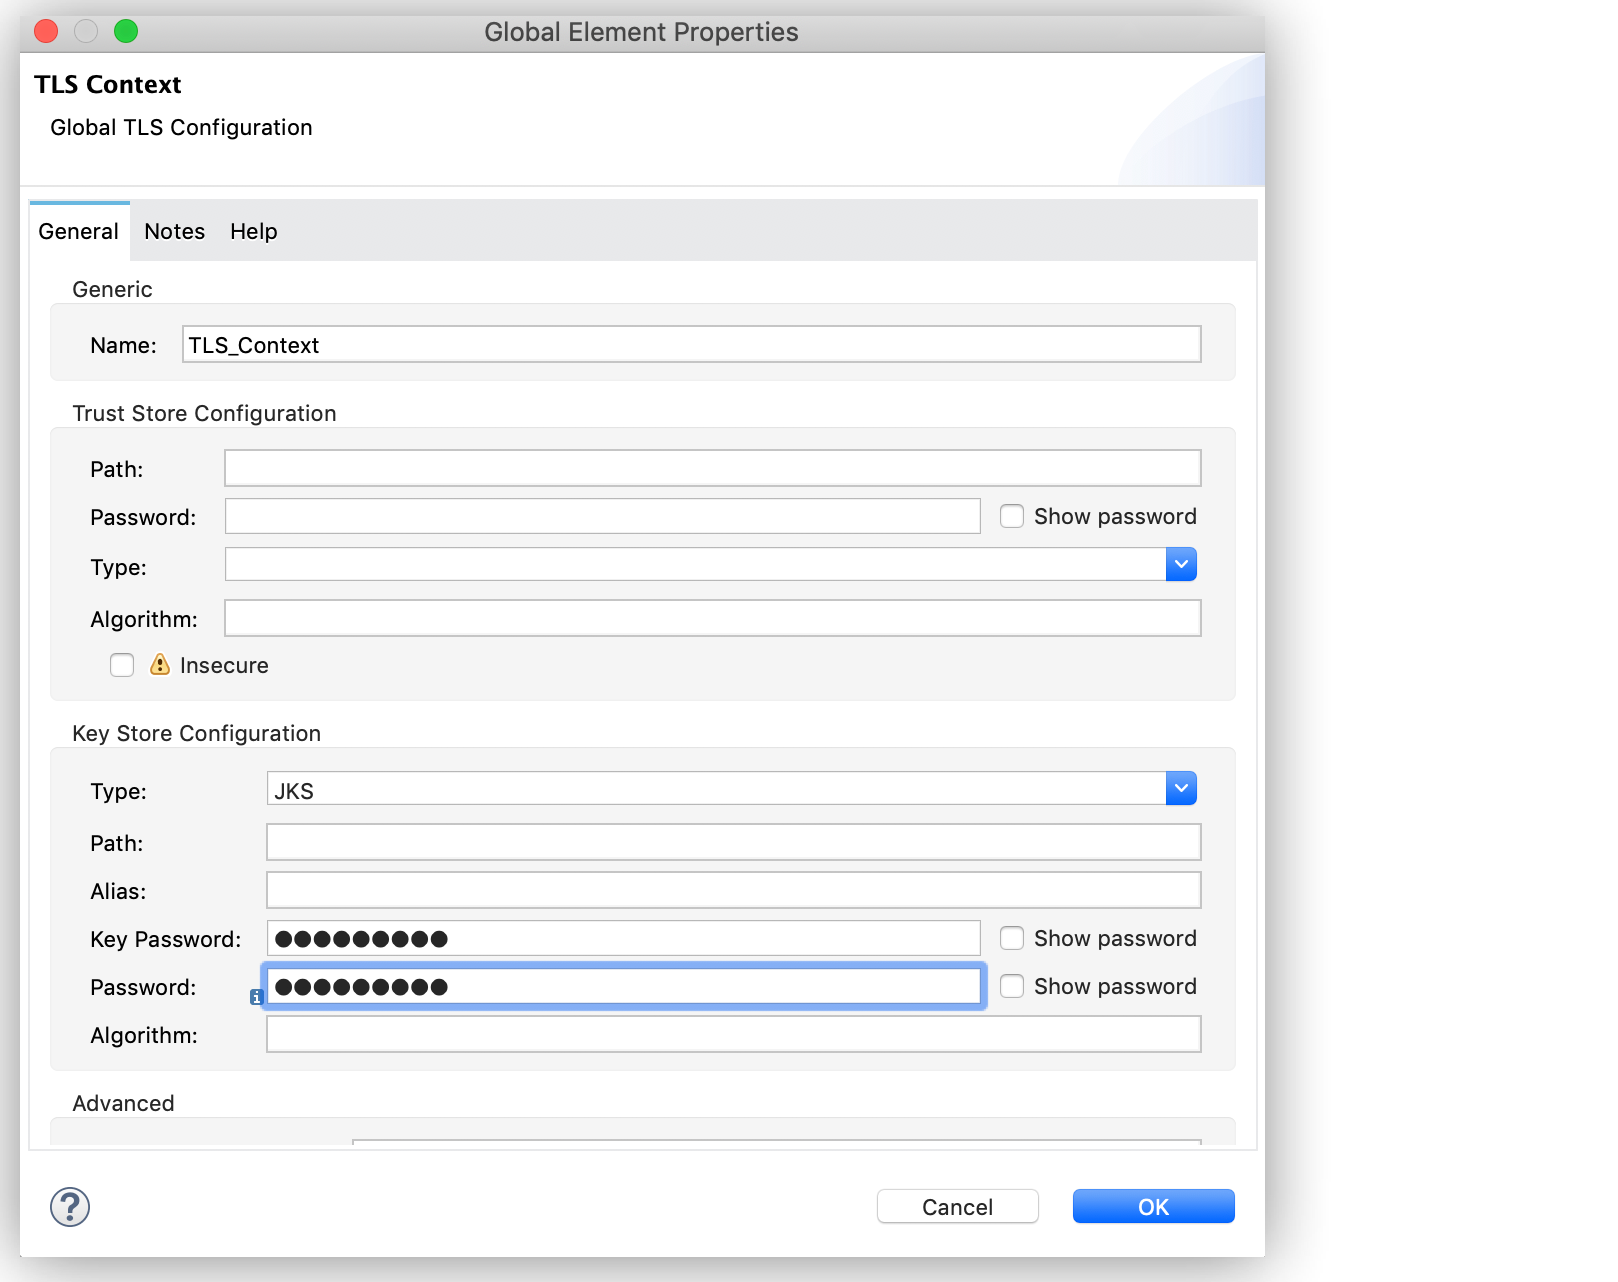 Global Element Properties
TLS Context
Global TLS Configuration
General Notes Help
Generic
Name: TLS_Context
Trust Store Configuration
Path:
Password: Show password
Type:
Algorithm:
Insecure
Key Store Configuration
Type: JKS
Path:
Alias:
Key Password: ●●●●●●●●● Show password
Password: ●●●●●●●●● Show password
Algorithm:
Advanced
? Cancel OK